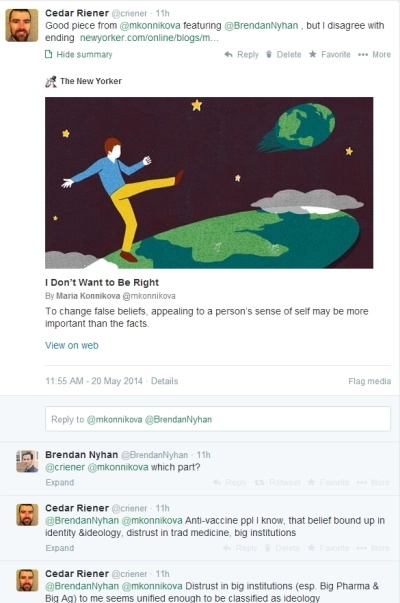 Cedar Riener @criener · 11h
Good piece from @mkonnikova featuring @BrendanNyhan , but I disagree with
ending newyorker.com/online/blogs/m…
Hide summary Reply Delete Favorite More
The New Yorker
I Don't Want to Be Right
By Maria Konnikova @mkonnikova
To change false beliefs, appealing to a person's sense of self may be more
important than the facts.
View on web
11:55 AM - 20 May 2014 · Details Flag media
Reply to @mkonnikova @BrendanNyhan
Brendan Nyhan @BrendanNyhan · 11h
@criener @mkonnikova which part?
Expand Reply Retweet Favorite More
Cedar Riener @criener · 11h
@BrendanNyhan @mkonnikova Anti-vaccine ppl I know, that belief bound up in
identity &ideology, distrust in trad medicine, big institutions
Expand Reply Delete Favorite More
Cedar Riener @criener · 11h
@BrendanNyhan @mkonnikova Distrust in big institutions (esp. Big Pharma &
Big Ag) to me seems unified enough to be classified as ideology